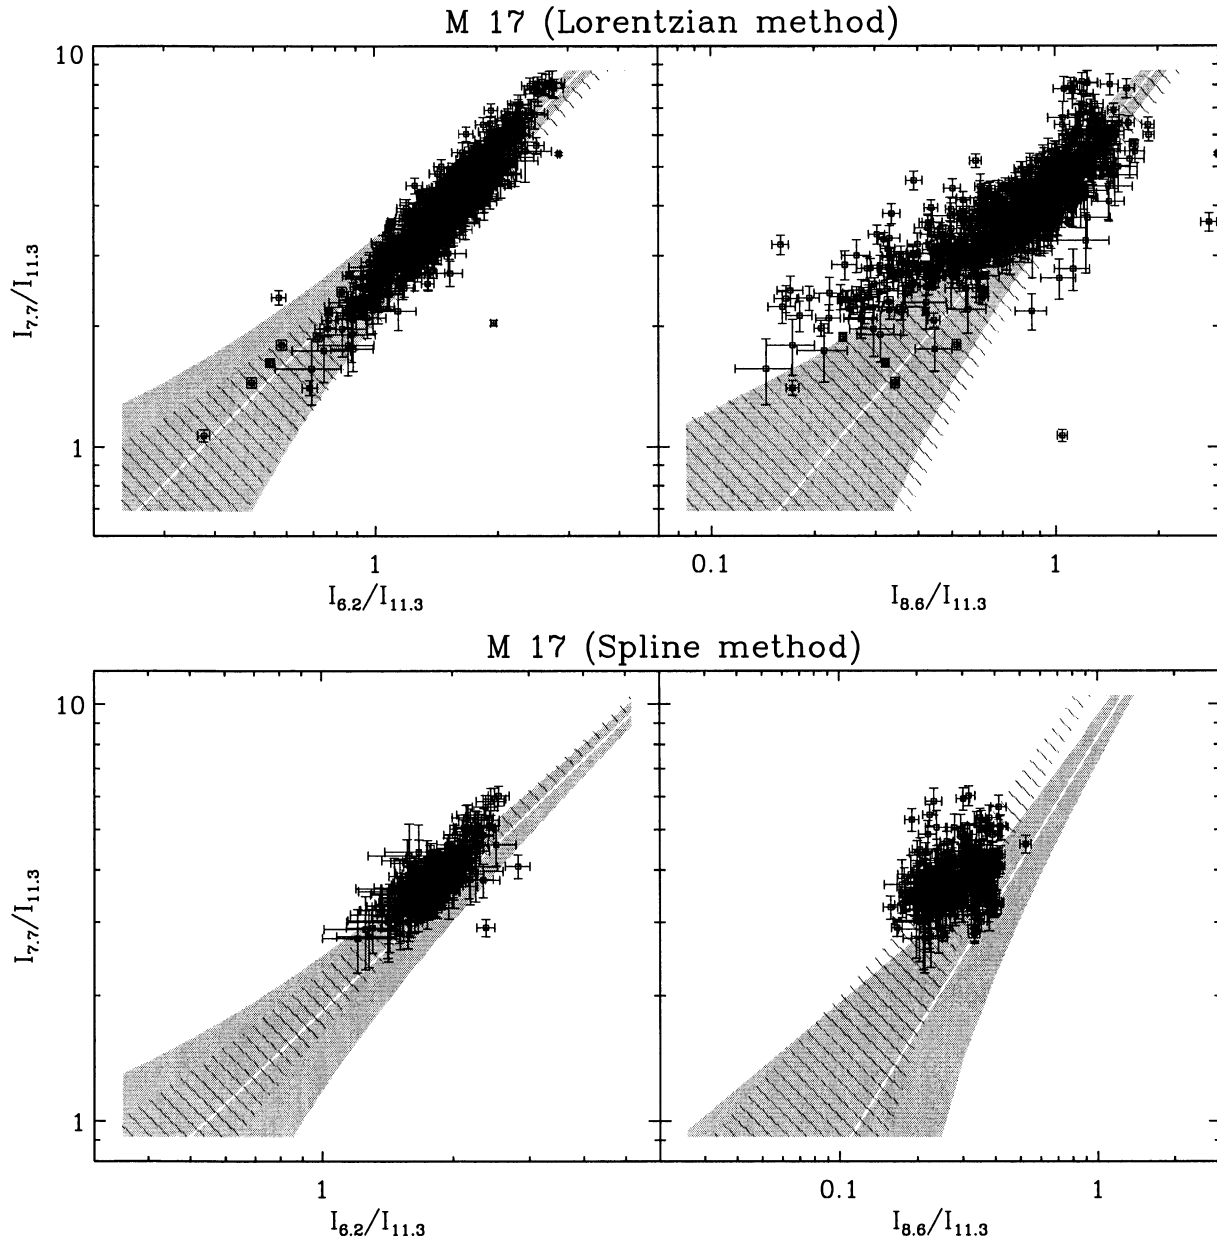 M 17 (Lorentzian method)
10
1
I7.7/I11.3
1
0.1
1
I6.2/I11.3
I8.6/I11.3
M 17 (Spline method)
10
1
I7.7/I11.3
1
0.1
1
I6.2/I11.3
I8.6/I11.3